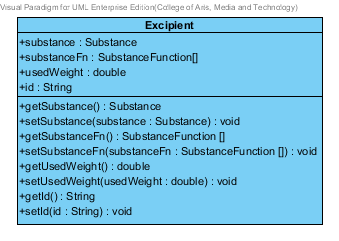 Visual Paradigm for UML Enterprise Edition(College of Arts, Media and Technology)
Excipient
+substance : Substance
+substanceFn : SubstanceFunction[]
+usedWeight : double
+id : String
+getSubstance() : Substance
+setSubstance(substance : Substance) : void
+getSubstanceFn() : SubstanceFunction []
+setSubstanceFn(substanceFn : SubstanceFunction []) : void
+getUsedWeight() : double
+setUsedWeight(usedWeight : double) : void
+getId() : String
+setId(id : String) : void